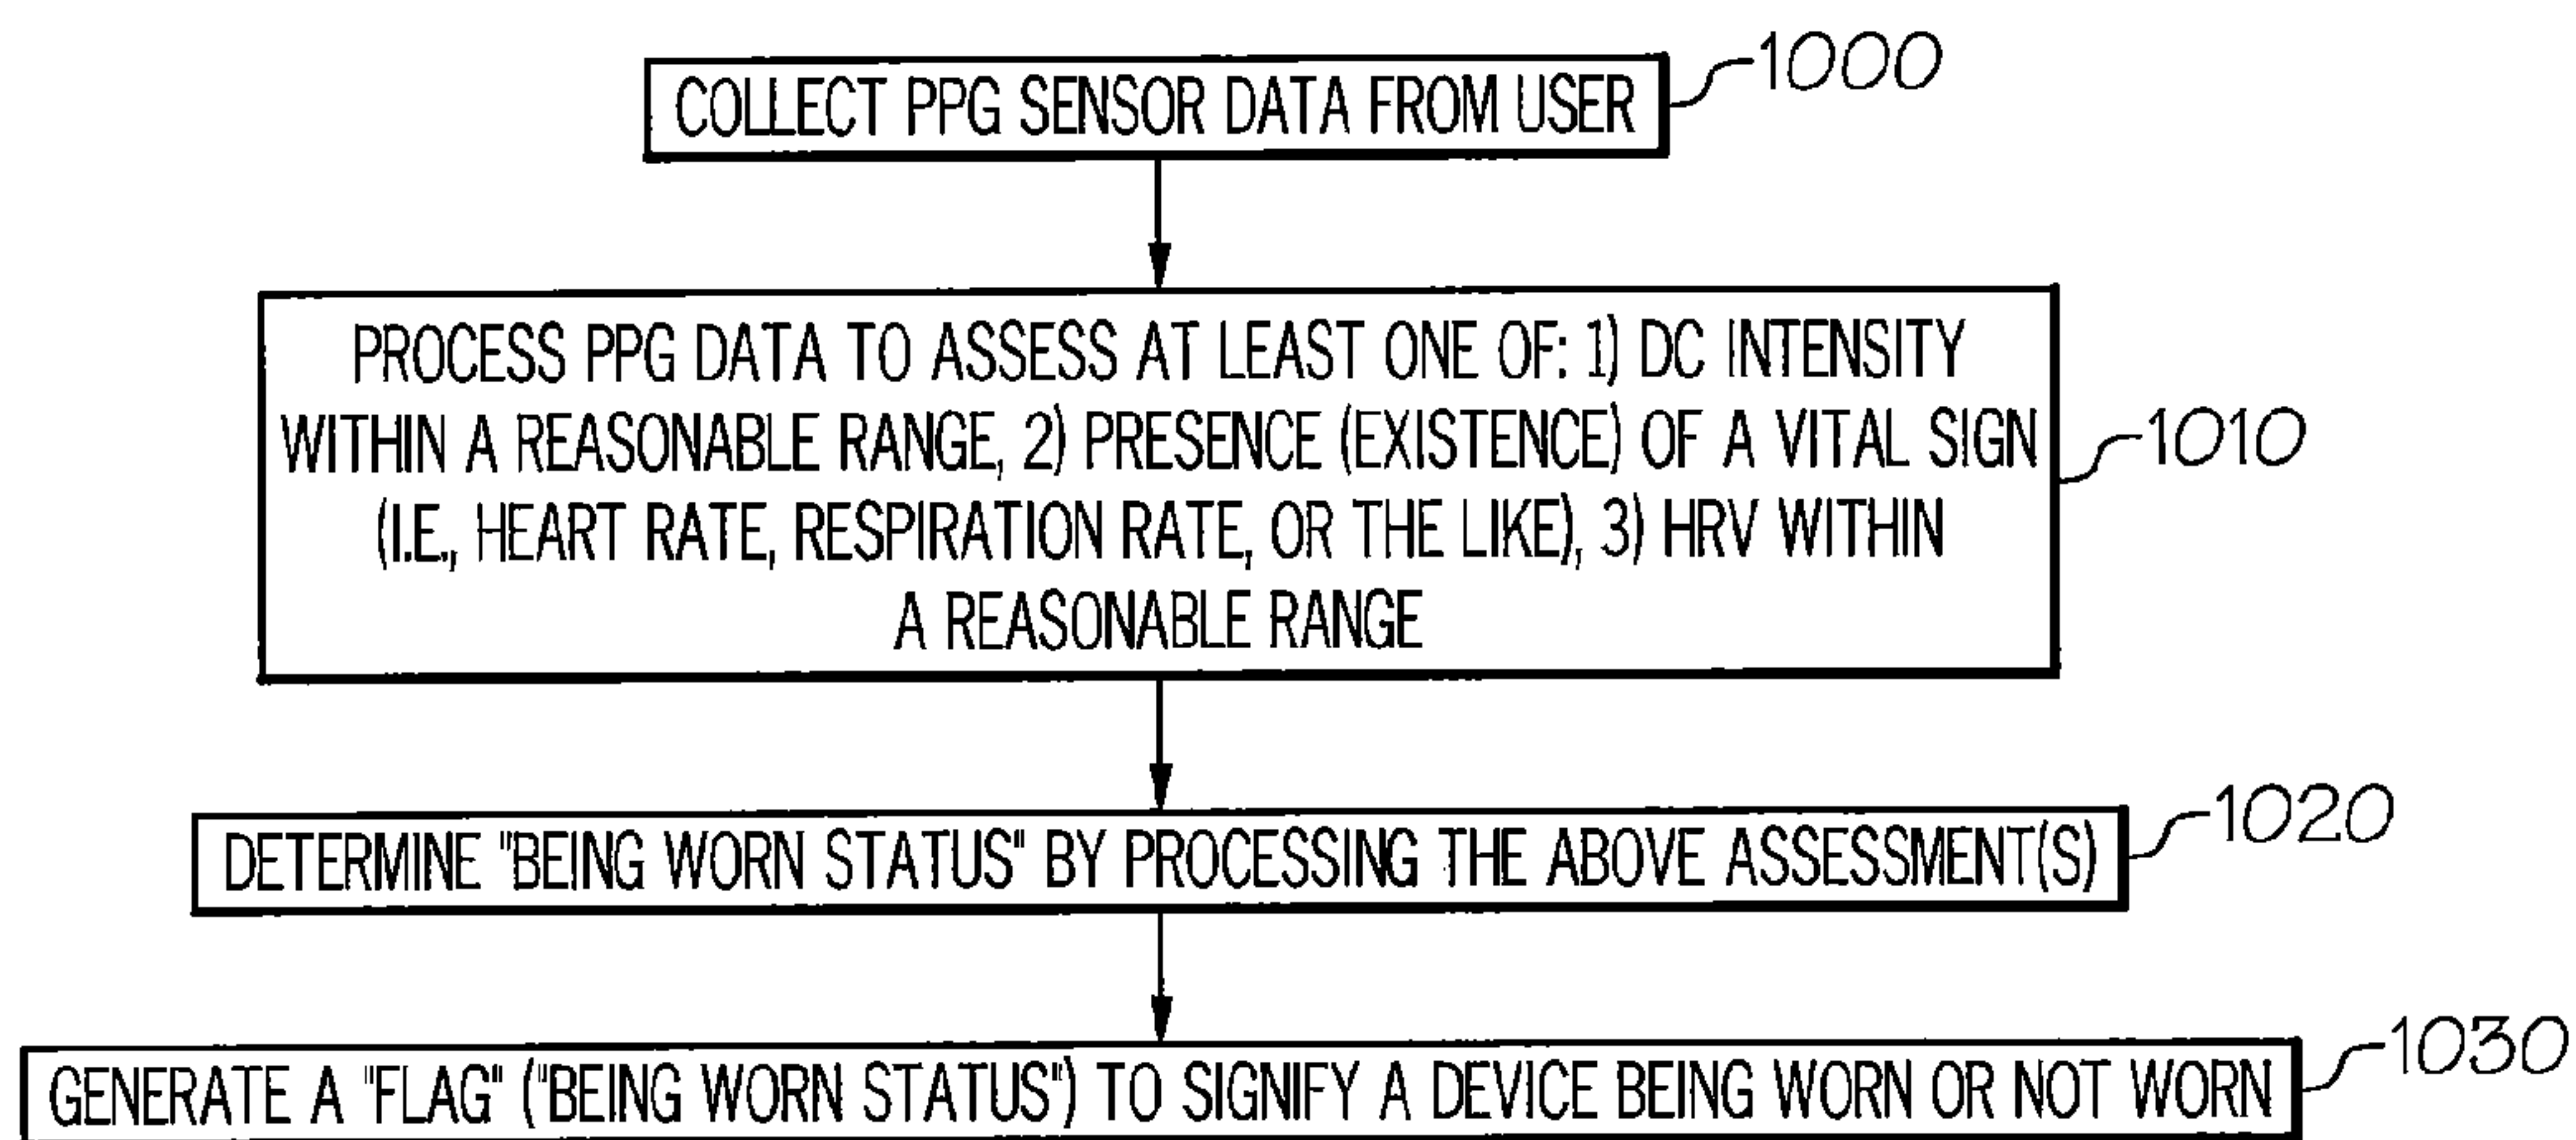 COLLECT PPG SENSOR DATA FROM USER
1000
PROCESS PPG DATA TO ASSESS AT LEAST ONE OF: 1) DC INTENSITY
WITHIN A REASONABLE RANGE, 2) PRESENCE (EXISTENCE) OF A VITAL SIGN
(I.E., HEART RATE, RESPIRATION RATE, OR THE LIKE), 3) HRV WITHIN
A REASONABLE RANGE
1010
DETERMINE "BEING WORN STATUS" BY PROCESSING THE ABOVE ASSESSMENT(S)
1020
GENERATE A "FLAG" ("BEING WORN STATUS") TO SIGNIFY A DEVICE BEING WORN OR NOT WORN
1030